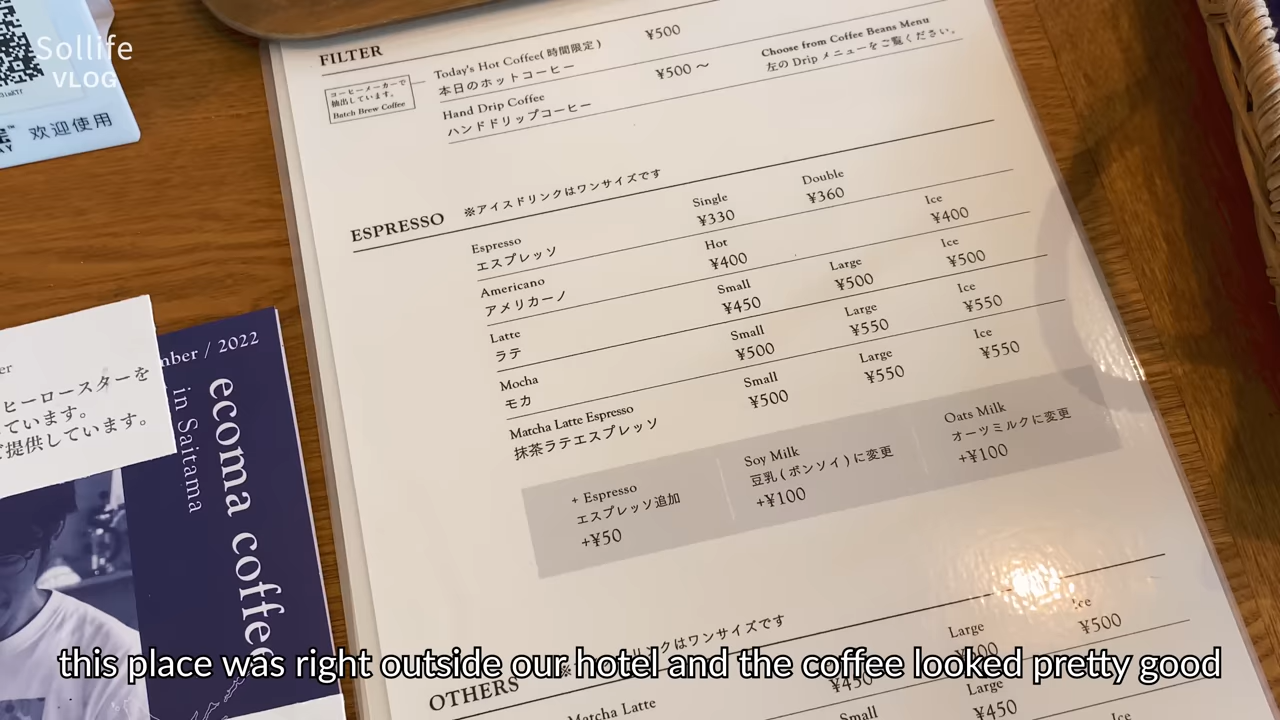 Sollife
VLOG
欢迎使用
FILTER
コーヒーメーカーで
抽出しています。
Batch Brew Coffee
Today's Hot Coffee(時間限定)
本日のホットコーヒー
¥500
Hand Drip Coffee
ハンドドリップコーヒー
¥500 〜
Choose from Coffee Beans Menu
左の Drip メニューをご覧ください。
ESPRESSO
※アイスドリンクはワンサイズです
Espresso
エスプレッソ
Single
¥330
Double
¥360
Americano
アメリカーノ
Hot
¥400
Ice
¥400
Latte
ラテ
Small
¥450
Large
¥500
Ice
¥500
Mocha
モカ
Small
¥500
Large
¥550
Ice
¥550
Matcha Latte Espresso
抹茶ラテエスプレッソ
Small
¥500
Large
¥550
Ice
¥550
+ Espresso
エスプレッソ追加
+¥50
Soy Milk
豆乳(ボンソイ)に変更
+¥100
Oats Milk
オーツミルクに変更
+¥100
OTHERS
クはワンサイズです
Matcha Latte
¥450
Large
Ice
¥500
Small
Large
¥450
Ice
/ 2022
ecoma coffee
in Saitama
ヒーロースターを
ています。
提供しています。
this place was right outside our hotel and the coffee looked pretty good